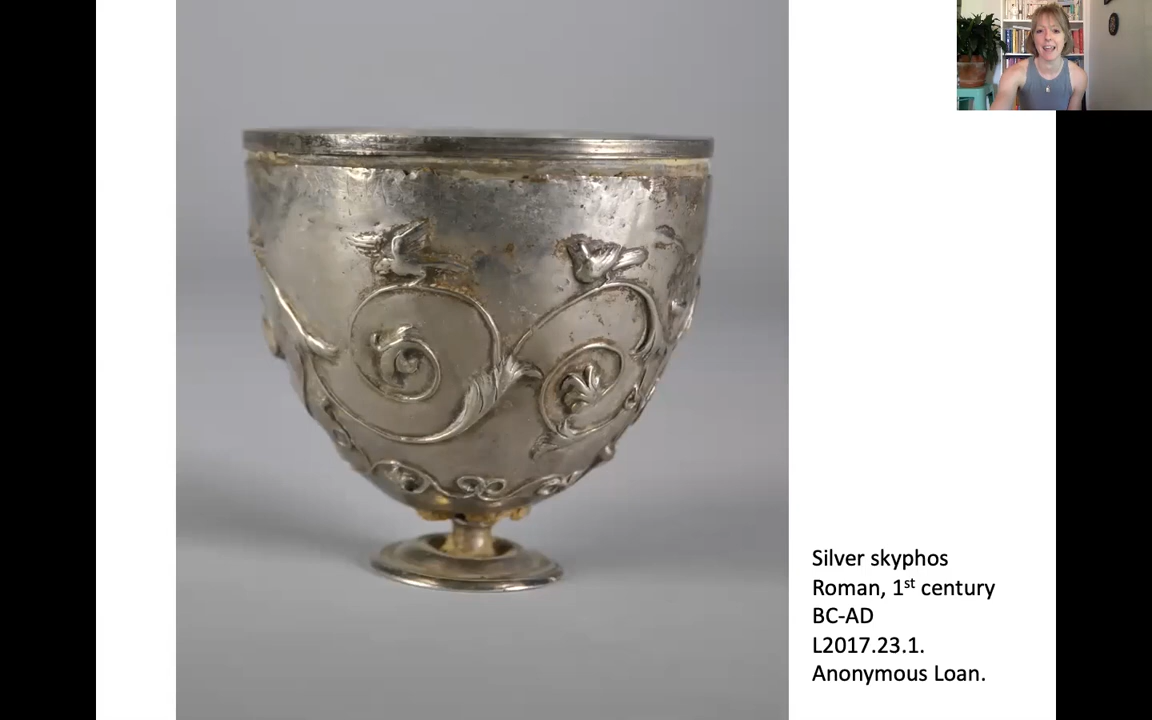 Silver skyphos
Roman, 1st century
BC-AD
L2017.23.1.
Anonymous Loan.